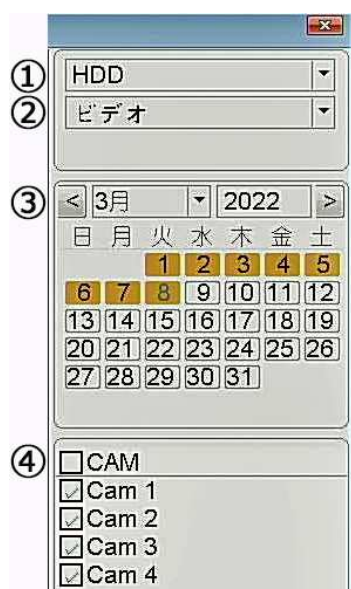 ① HDD
② ビデオ
③ < 3月 2022 >
日 月 火 水 木 金 土
1 2 3 4 5
6 7 8 9 10 11 12
13 14 15 16 17 18 19
20 21 22 23 24 25 26
27 28 29 30 31
④ CAM
Cam 1
Cam 2
Cam 3
Cam 4